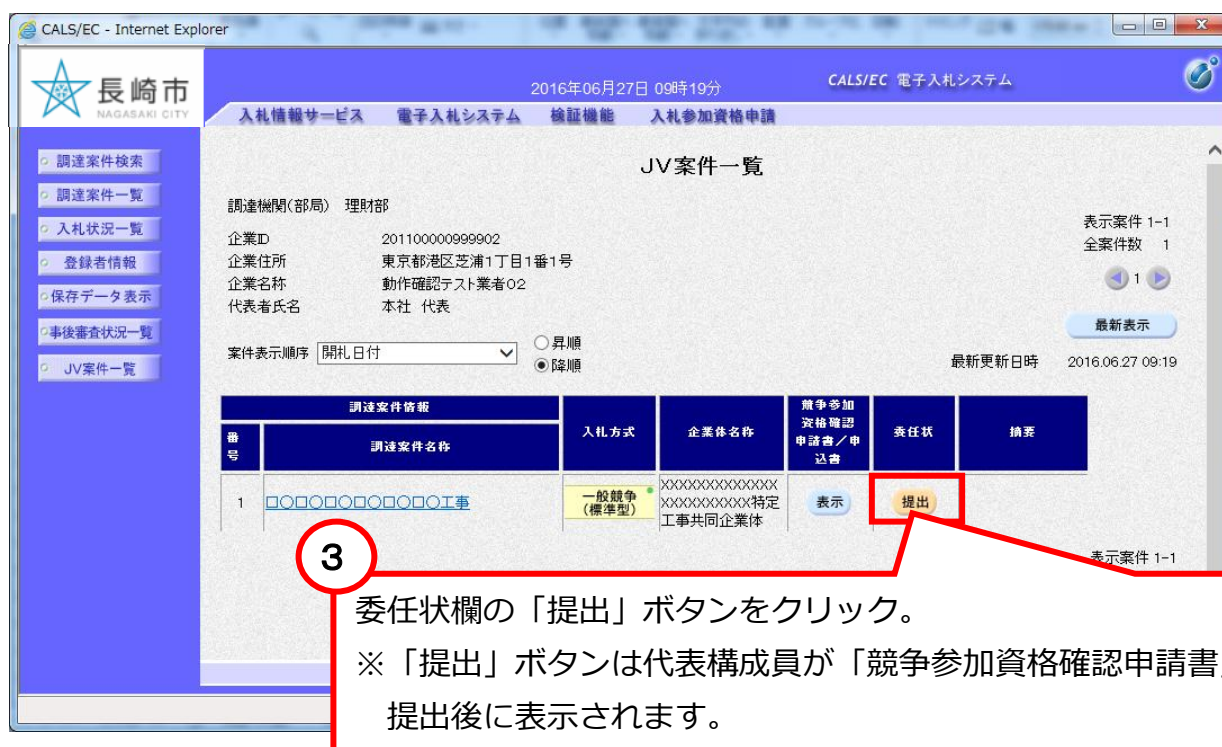 CALS/EC - Internet Explorer
長崎市
NAGASAKI CITY
2016年06月27日 09時19分
CALS/EC 電子入札システム
入札情報サービス 電子入札システム 検証機能 入札参加資格申請
調達案件検索
調達案件一覧
入札状況一覧
登録者情報
保存データ表示
事後審査状況一覧
JV案件一覧
JV案件一覧
調達機関(部局) 理財部
企業ID 201100000999902
企業住所 東京都港区芝浦1丁目1番1号
企業名称 動作確認テスト業者02
代表者氏名 本社 代表
表示案件 1-1
全案件数 1
1
最新表示
案件表示順序 開札日付
昇順
降順
最新更新日時 2016.06.27 09:19
調達案件情報
番号
調達案件名称
入札方式
企業体名称
競争参加
資格確認
申請書/申
込書
委任状
摘要
1
□○□○□○□○□○□○工事
一般競争
(標準型)
XXXXXXXXXXXXX
XXXXXXXXXX特定
工事共同企業体
表示
提出
表示案件 1-1
3
委任状欄の「提出」ボタンをクリック。
※「提出」ボタンは代表構成員が「競争参加資格確認申請書」
提出後に表示されます。